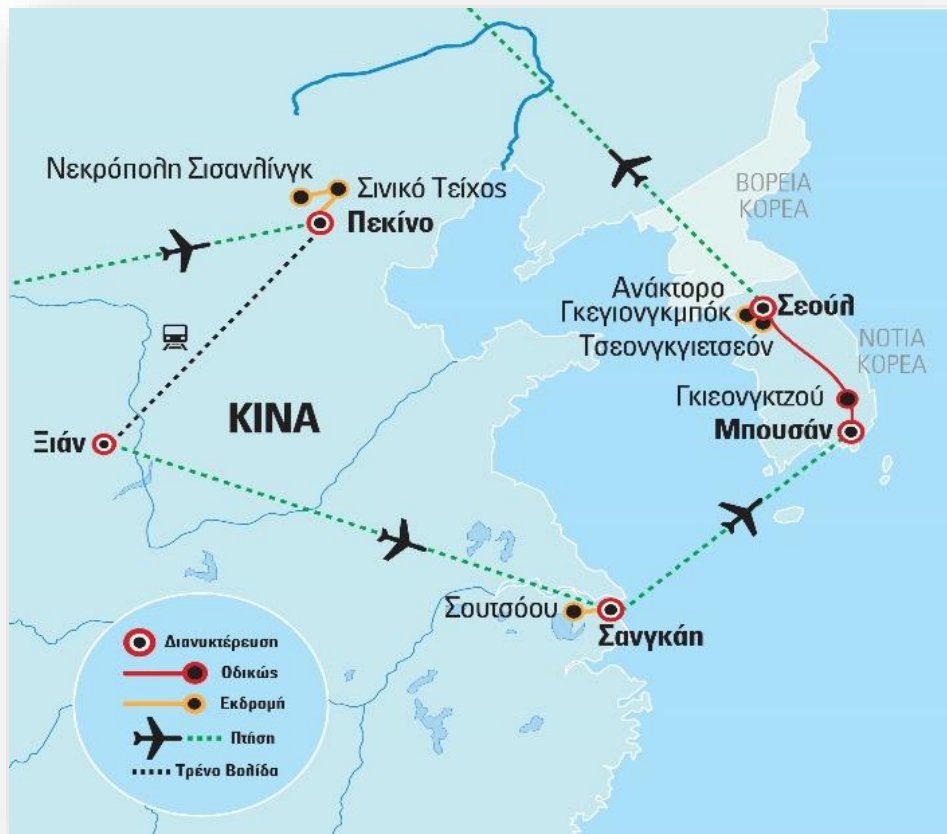 Νεκρόπολη Σισανλίνγκ
Σινικό Τείχος
Πεκίνο
ΒΟΡΕΙΑ
ΚΟΡΕΑ
Ανάκτορο
Γκεγιονγκμπόκ
Σεούλ
Τσεονγκγιετσεόν
ΝΟΤΙΑ
ΚΟΡΕΑ
Γκιεονγκτζού
Μπουσάν
ΚΙΝΑ
Ξιάν
Σουτσόου
Σανγκάη
Διανυκτέρευση
Οδικώς
Εκδρομή
Πτήση
Τρένο Βολίδα